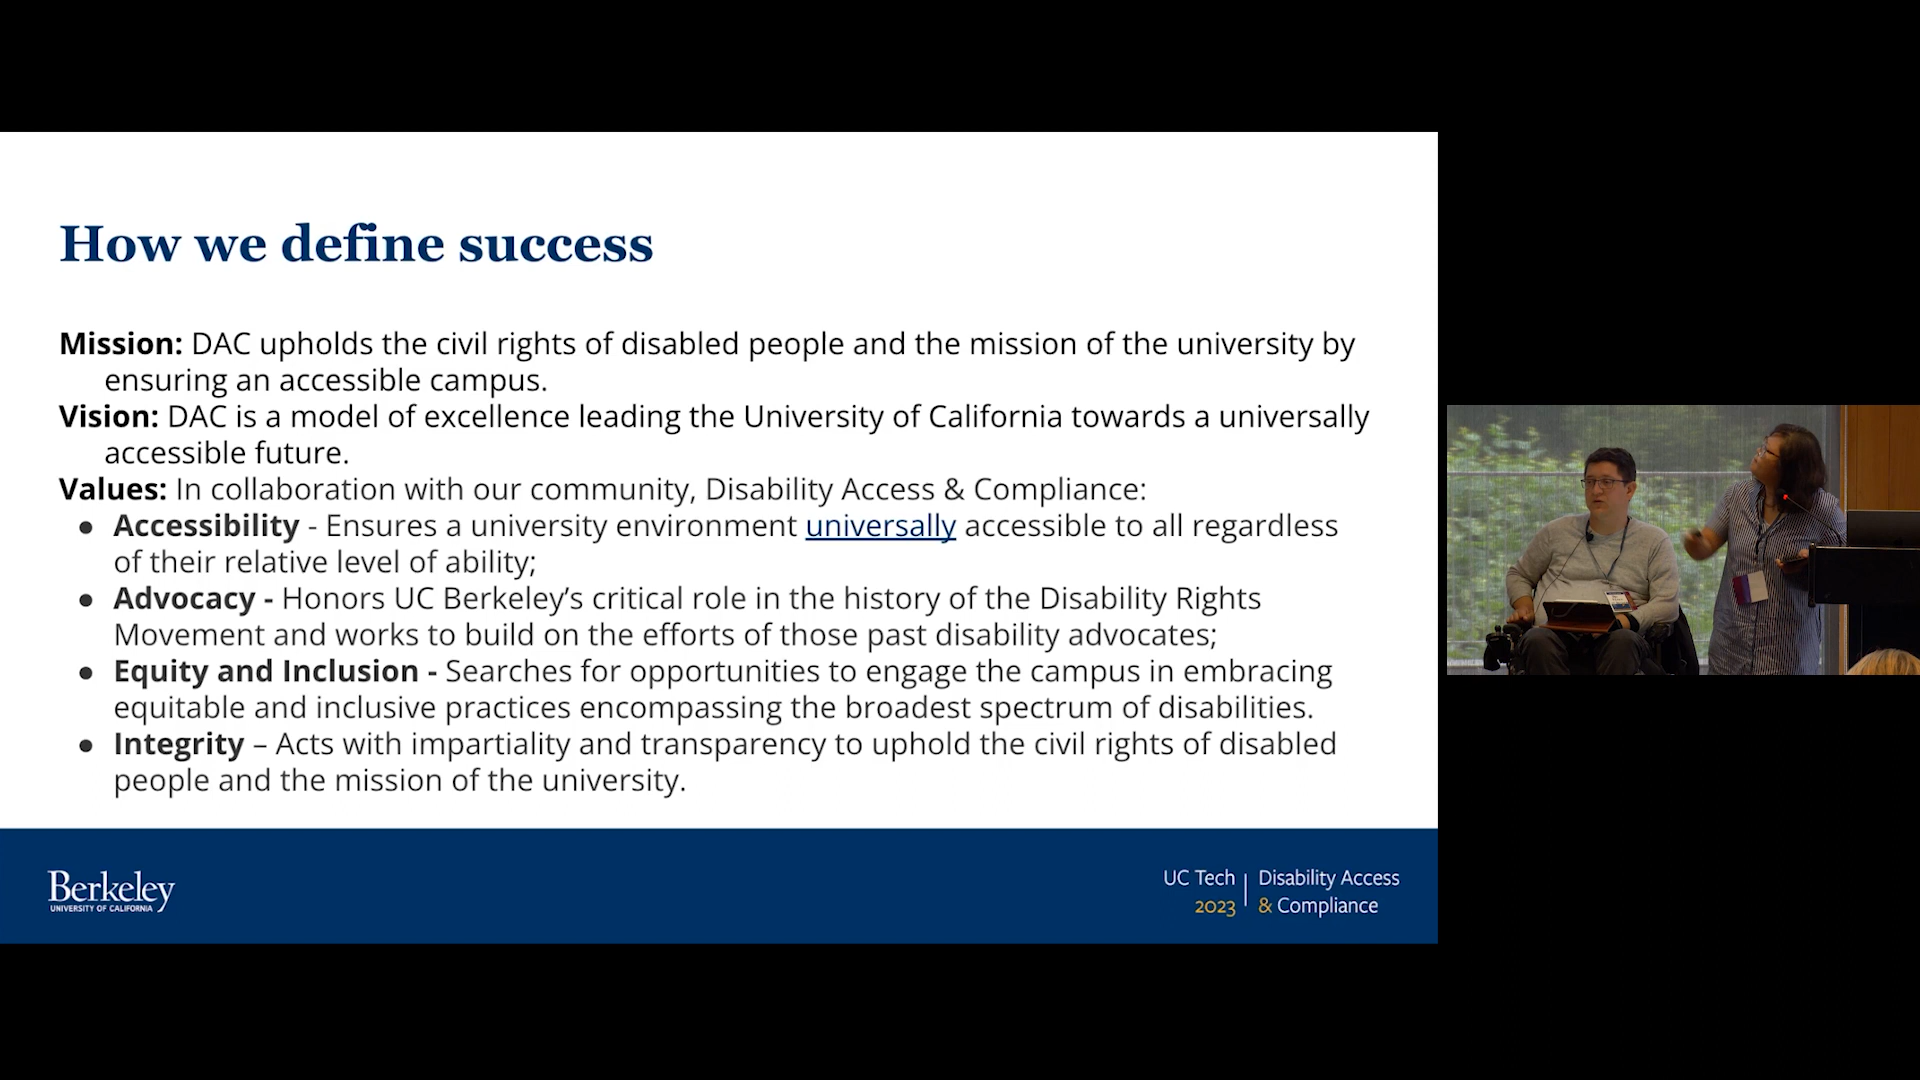 How we define success
Mission: DAC upholds the civil rights of disabled people and the mission of the university by
ensuring an accessible campus.
Vision: DAC is a model of excellence leading the University of California towards a universally
accessible future.
Values: In collaboration with our community, Disability Access & Compliance:
● Accessibility - Ensures a university environment universally accessible to all regardless
of their relative level of ability;
● Advocacy - Honors UC Berkeley’s critical role in the history of the Disability Rights
Movement and works to build on the efforts of those past disability advocates;
● Equity and Inclusion - Searches for opportunities to engage the campus in embracing
equitable and inclusive practices encompassing the broadest spectrum of disabilities.
● Integrity – Acts with impartiality and transparency to uphold the civil rights of disabled
people and the mission of the university.
Berkeley
UNIVERSITY OF CALIFORNIA
UC Tech
2023
Disability Access
& Compliance